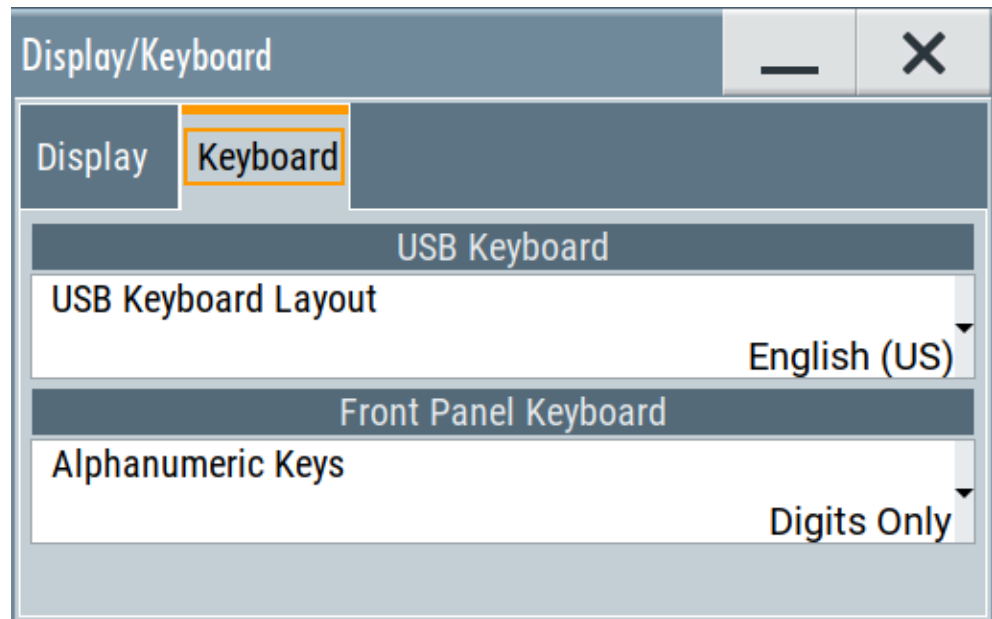 Display/Keyboard
Display
Keyboard
USB Keyboard
USB Keyboard Layout
English (US)
Front Panel Keyboard
Alphanumeric Keys
Digits Only